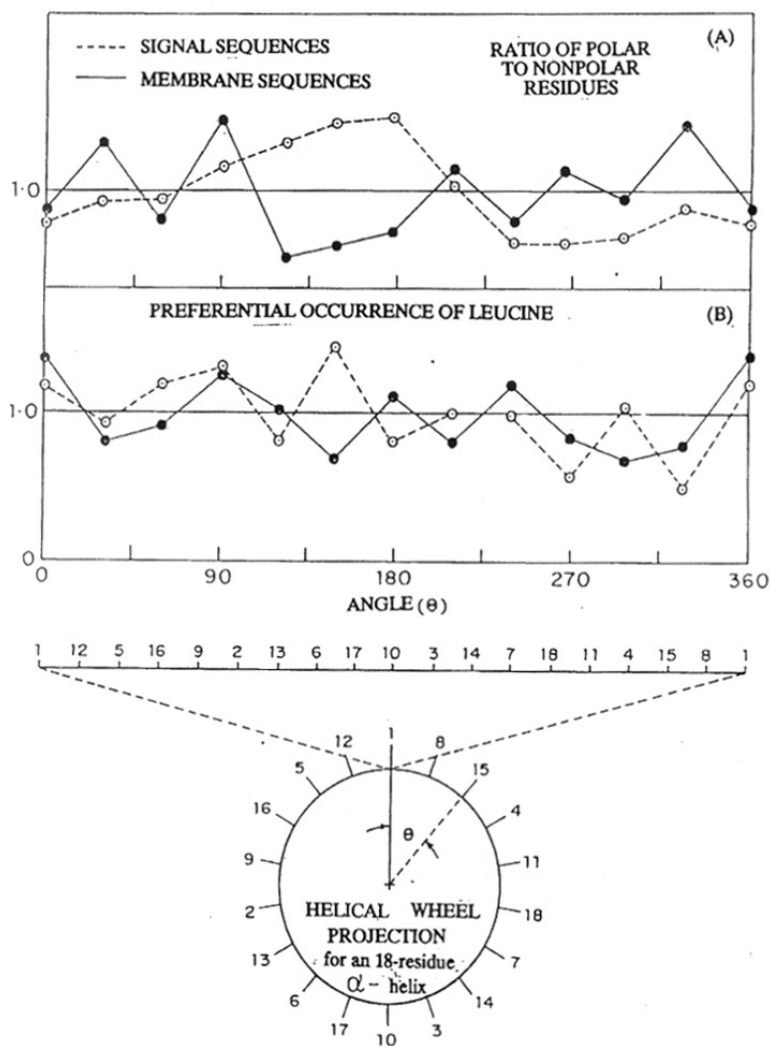 (A)
SIGNAL SEQUENCES
MEMBRANE SEQUENCES
RATIO OF POLAR
TO NONPOLAR
RESIDUES
1.0
PREFERENTIAL OCCURRENCE OF LEUCINE
(B)
1.0
0
0 90 180 270 360
ANGLE (θ)
1 12 5 16 9 2 13 6 17 10 3 14 7 18 11 4 15 8 1
1
12 8
5 15
16 4
θ
9 11
2 18
HELICAL WHEEL
PROJECTION
for an 18-residue
α - helix
13 7
6 14
17 3
10